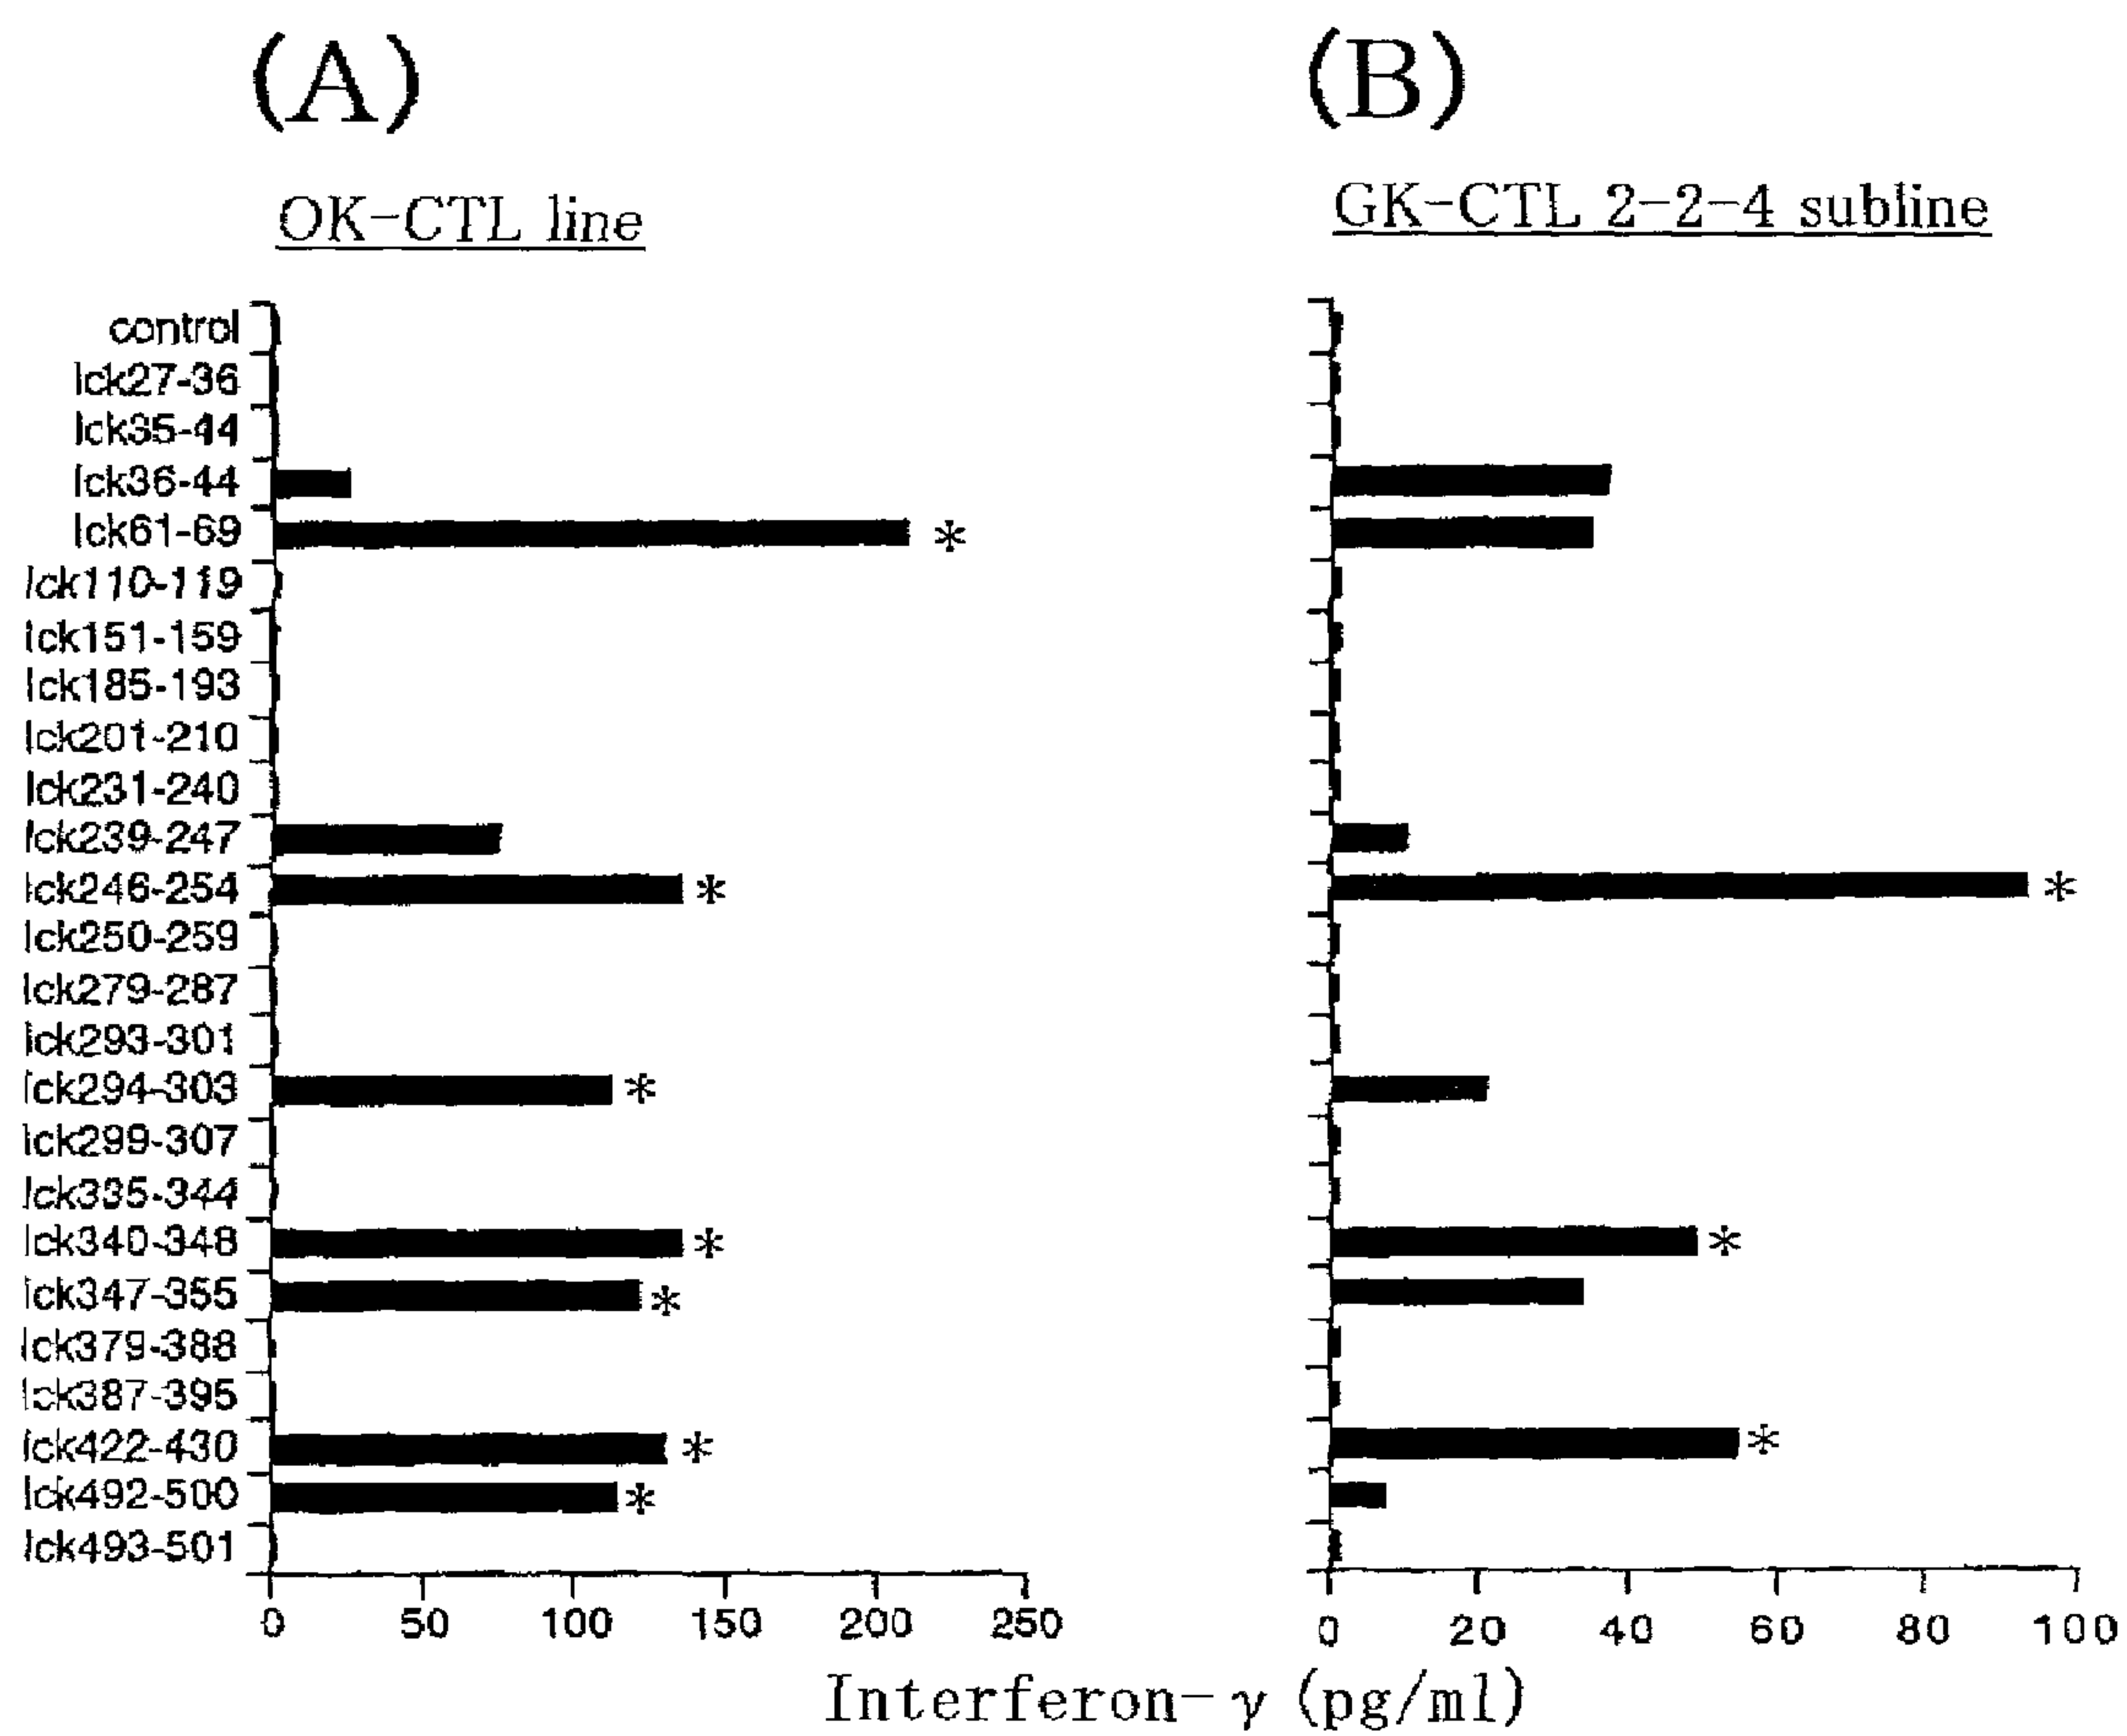 (A)
(B)
OK-CTL line
GK-CTL 2-2-4 subline
control
lck27-36
lck35-44
lck36-44
lck61-69
*
lck110-119
lck151-159
lck185-193
lck201-210
lck231-240
lck239-247
lck246-254
*
*
lck250-259
lck279-287
lck293-301
lck294-303
*
lck299-307
lck335-344
lck340-348
*
*
lck347-355
*
lck379-388
lck387-395
lck422-430
*
*
lck492-500
*
lck493-501
0 50 100 150 200 250
0 20 40 60 80 100
Interferon-γ (pg/ml)